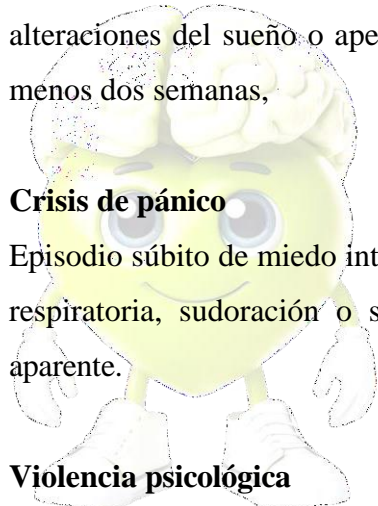 alteraciones del sueño o ape
menos dos semanas,
Crisis de pánico
Episodio súbito de miedo int
respiratoria, sudoración o s
aparente.
Violencia psicológica